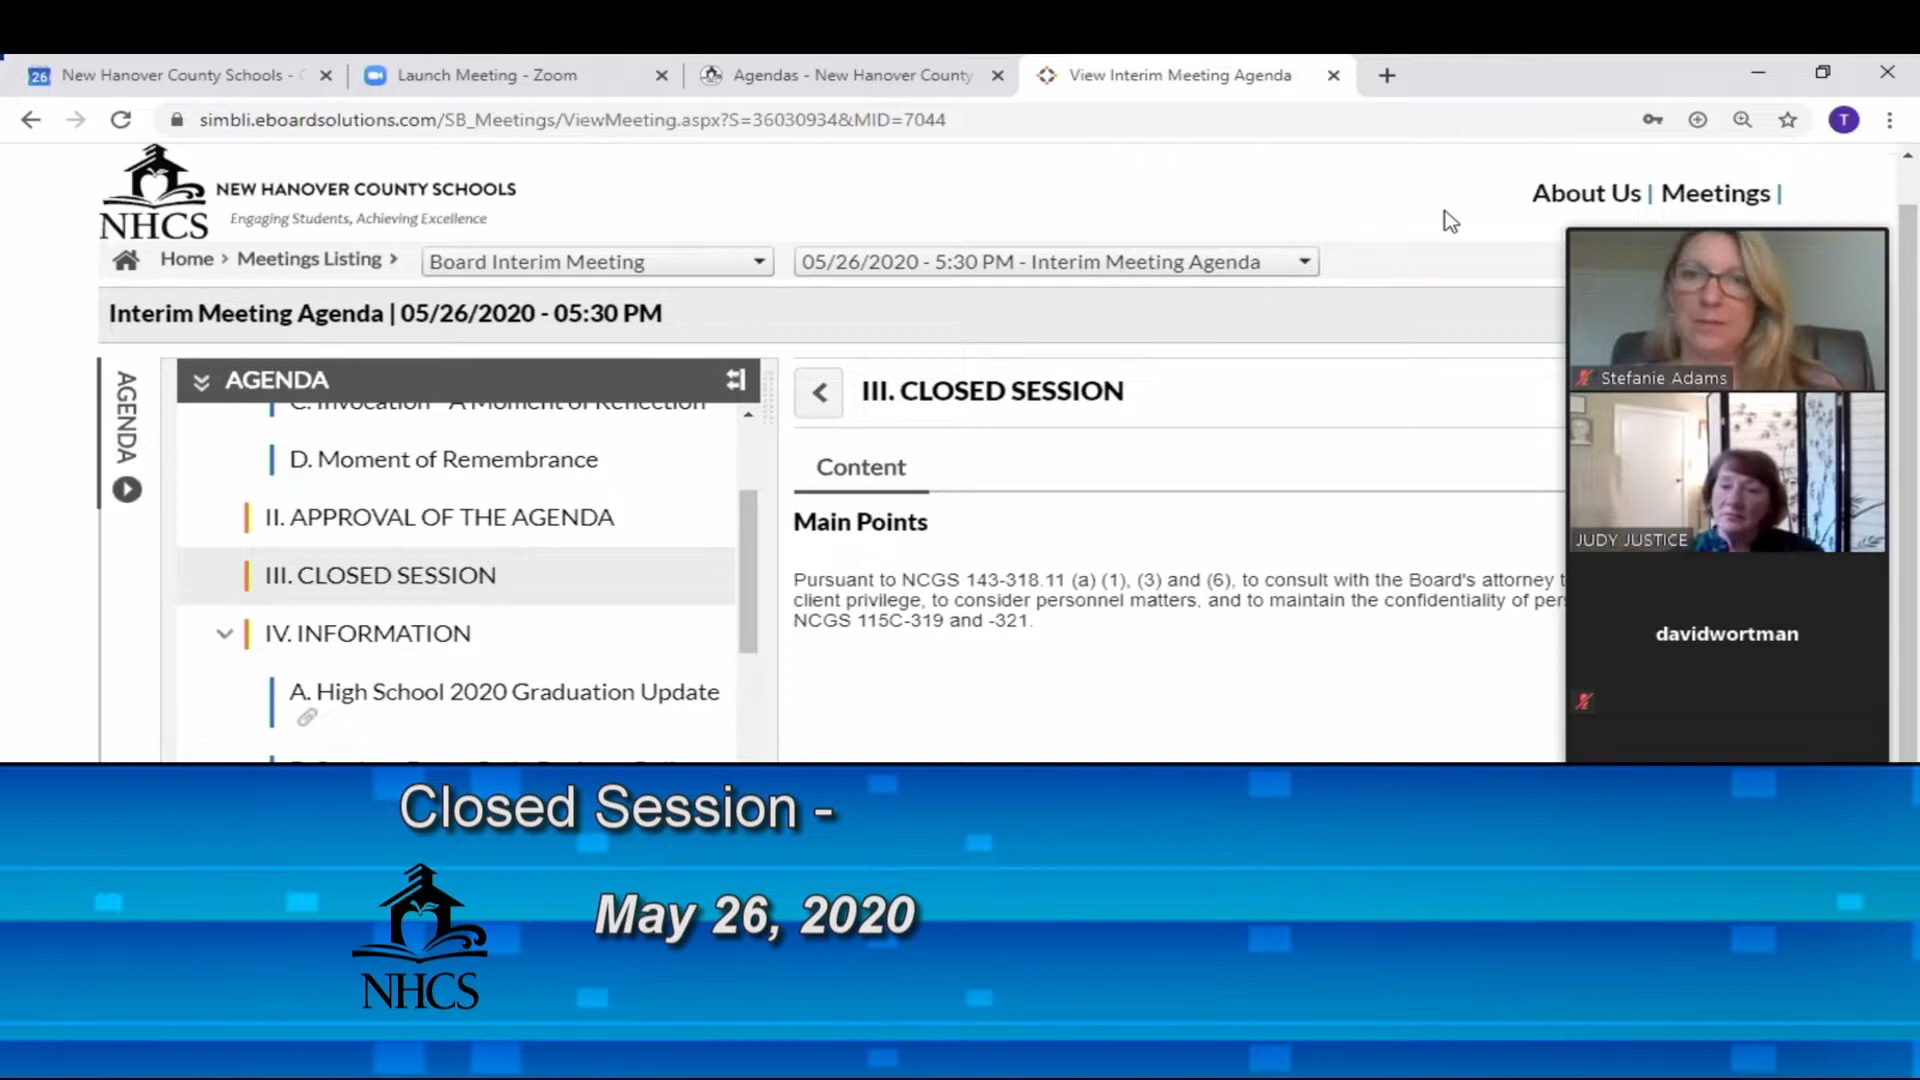 26 New Hanover County Schools -
Launch Meeting - Zoom
Agendas - New Hanover County
View Interim Meeting Agenda
simbli.eboardsolutions.com/SB_Meetings/ViewMeeting.aspx?S=36030934&MID=7044
T
NHCS
NEW HANOVER COUNTY SCHOOLS
Engaging Students, Achieving Excellence
About Us | Meetings |
Home > Meetings Listing >
Board Interim Meeting
05/26/2020 - 5:30 PM - Interim Meeting Agenda
Interim Meeting Agenda | 05/26/2020 - 05:30 PM
AGENDA
AGENDA
C. Invocation - A Moment of Reflection
D. Moment of Remembrance
II. APPROVAL OF THE AGENDA
III. CLOSED SESSION
IV. INFORMATION
A. High School 2020 Graduation Update
III. CLOSED SESSION
Content
Main Points
Pursuant to NCGS 143-318.11 (a) (1), (3) and (6), to consult with the Board's attorney t
client privilege, to consider personnel matters, and to maintain the confidentiality of per
NCGS 115C-319 and -321.
Stefanie Adams
JUDY JUSTICE
davidwortman
Closed Session -
May 26, 2020
NHCS